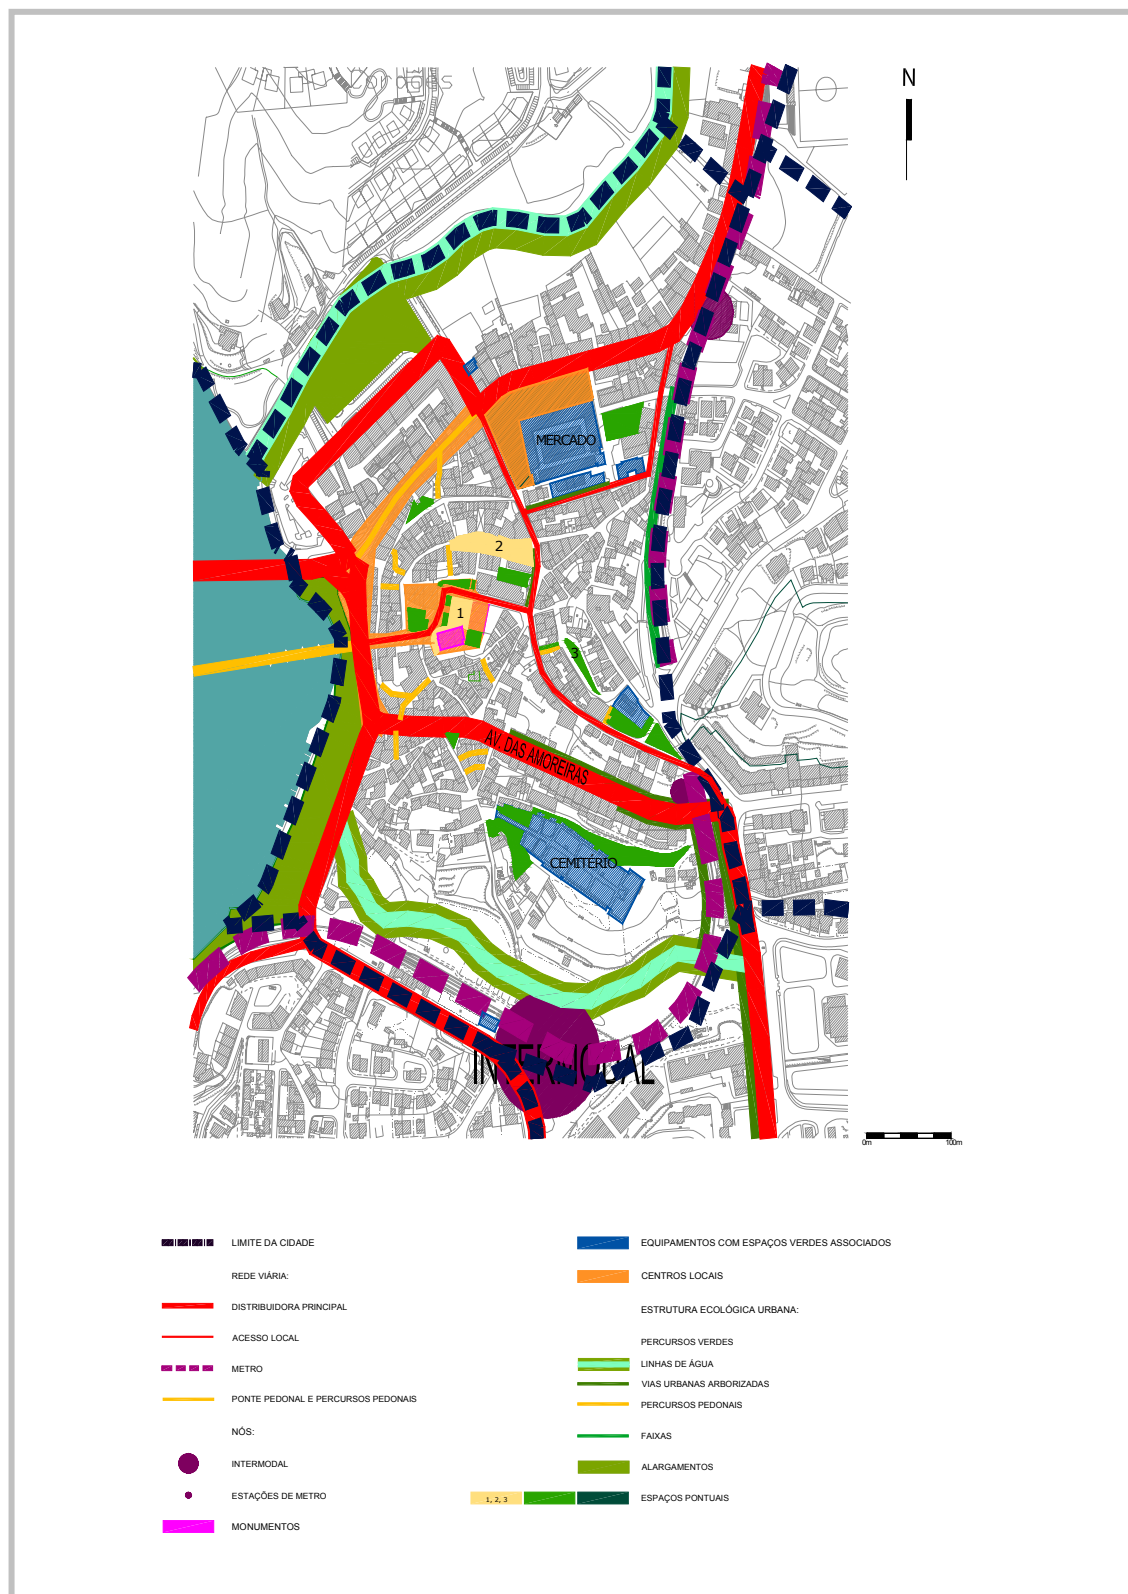 Coroas
N
MERCADO
2
1
3
AV. DAS AMOREIRAS
CEMITÉRIO
INTERMODAL
0m 100m
LIMITE DA CIDADE
REDE VIÁRIA:
DISTRIBUIDORA PRINCIPAL
ACESSO LOCAL
METRO
PONTE PEDONAL E PERCURSOS PEDONAIS
NÓS:
INTERMODAL
ESTAÇÕES DE METRO
MONUMENTOS
EQUIPAMENTOS COM ESPAÇOS VERDES ASSOCIADOS
CENTROS LOCAIS
ESTRUTURA ECOLÓGICA URBANA:
PERCURSOS VERDES
LINHAS DE ÁGUA
VIAS URBANAS ARBORIZADAS
PERCURSOS PEDONAIS
FAIXAS
ALARGAMENTOS
1, 2, 3 ESPAÇOS PONTUAIS